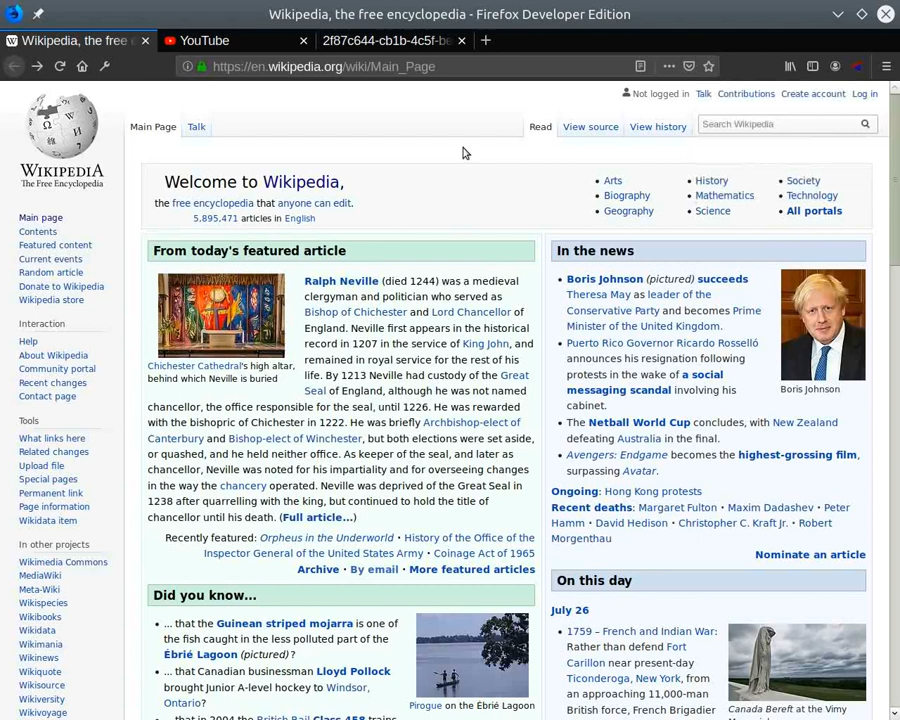 Wikipedia, the free encyclopedia - Firefox Developer Edition
Wikipedia, the free e
YouTube
2f87c644-cb1b-4c5f-be
https://en.wikipedia.org/wiki/Main_Page
Not logged in Talk Contributions Create account Log in
Main Page Talk Read View source View history Search Wikipedia
WIKIPEDIA
The Free Encyclopedia
Main page
Contents
Featured content
Current events
Random article
Donate to Wikipedia
Wikipedia store
Interaction
Help
About Wikipedia
Community portal
Recent changes
Contact page
Tools
What links here
Related changes
Upload file
Special pages
Permanent link
Page information
Wikidata item
In other projects
Wikimedia Commons
MediaWiki
Meta-Wiki
Wikispecies
Wikibooks
Wikidata
Wikimania
Wikinews
Wikiquote
Wikisource
Wikiversity
Wikivoyage
Welcome to Wikipedia,
the free encyclopedia that anyone can edit.
5,895,471 articles in English
• Arts
• Biography
• Geography
• History
• Mathematics
• Science
• Society
• Technology
• All portals
From today's featured article
Chichester Cathedral's high altar,
behind which Neville is buried
Ralph Neville (died 1244) was a medieval
clergyman and politician who served as
Bishop of Chichester and Lord Chancellor of
England. Neville first appears in the historical
record in 1207 in the service of King John, and
remained in royal service for the rest of his
life. By 1213 Neville had custody of the Great
Seal of England, although he was not named
chancellor, the office responsible for the seal, until 1226. He was rewarded
with the bishopric of Chichester in 1222. He was briefly Archbishop-elect of
Canterbury and Bishop-elect of Winchester, but both elections were set aside,
or quashed, and he held neither office. As keeper of the seal, and later as
chancellor, Neville was noted for his impartiality and for overseeing changes
in the way the chancery operated. Neville was deprived of the Great Seal in
1238 after quarrelling with the king, but continued to hold the title of
chancellor until his death. (Full article...)
Recently featured: Orpheus in the Underworld · History of the Office of the
Inspector General of the United States Army · Coinage Act of 1965
Archive · By email · More featured articles
Did you know...
• ... that the Guinean striped mojarra is one of
the fish caught in the less polluted part of the
Ébrié Lagoon (pictured)?
• ... that Canadian businessman Lloyd Pollock
brought Junior A-level hockey to Windsor,
Ontario?
• ... that in 2004 the British Rail Class 458 trains
Pirogue on the Ébrié Lagoon
In the news
• Boris Johnson (pictured) succeeds
Theresa May as leader of the
Conservative Party and becomes Prime
Minister of the United Kingdom.
• Puerto Rico Governor Ricardo Rosselló
announces his resignation following
protests in the wake of a social
messaging scandal involving his
cabinet.
• The Netball World Cup concludes, with New Zealand
defeating Australia in the final.
• Avengers: Endgame becomes the highest-grossing film,
surpassing Avatar.
Boris Johnson
Ongoing: Hong Kong protests
Recent deaths: Margaret Fulton · Maxim Dadashev · Peter
Hamm · David Hedison · Christopher C. Kraft Jr. · Robert
Morgenthau
Nominate an article
On this day
July 26
• 1759 – French and Indian War:
Rather than defend Fort
Carillon near present-day
Ticonderoga, New York, from
an approaching 11,000-man
British force, French Brigadier
Canada Bereft at the Vimy